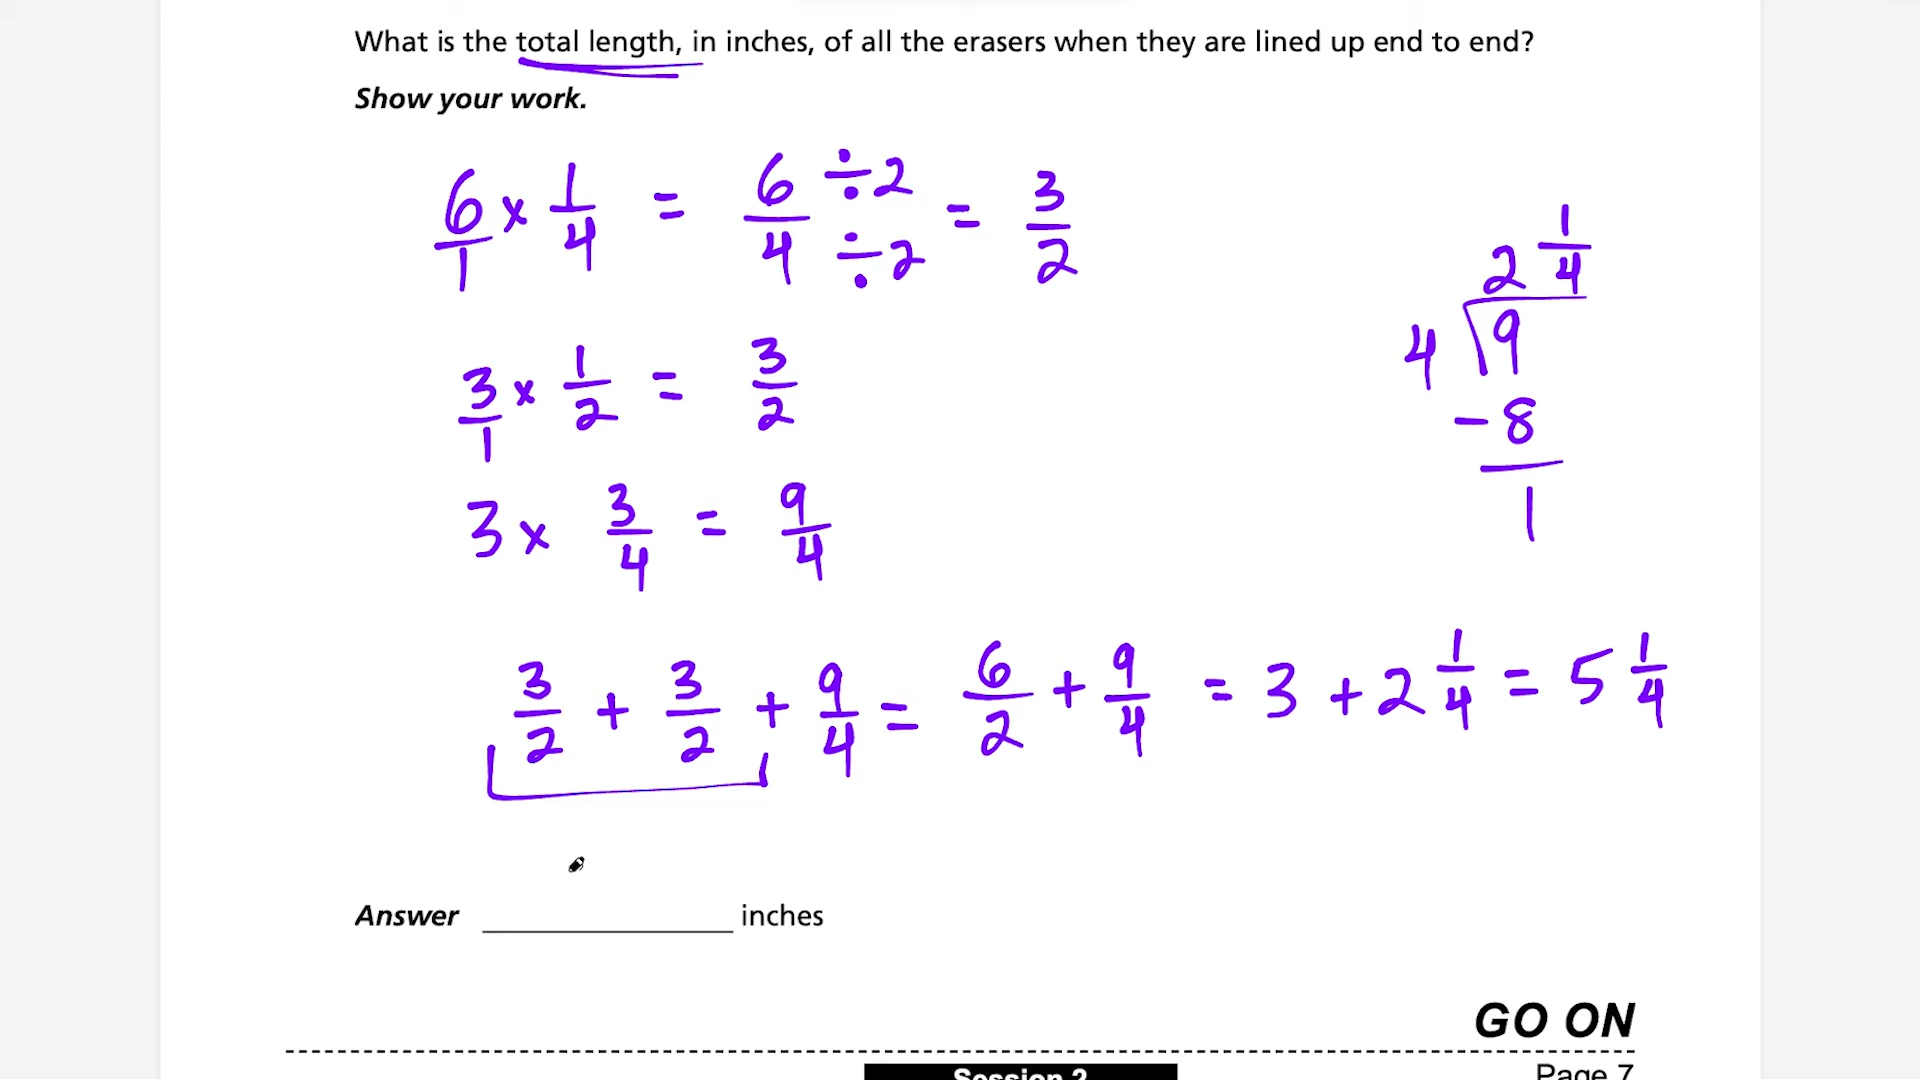 What is the total length, in inches, of all the erasers when they are lined up end to end?
Show your work.
6/1 × 1/4 = 6/4 ÷2/÷2 = 3/2
2 1/4
4 9
3/1 × 1/2 = 3/2
-8
1
3 × 3/4 = 9/4
3/2 + 3/2 + 9/4 = 6/2 + 9/4 = 3 + 2 1/4 = 5 1/4
Answer ____________ inches
GO ON
Session 2
Page 7